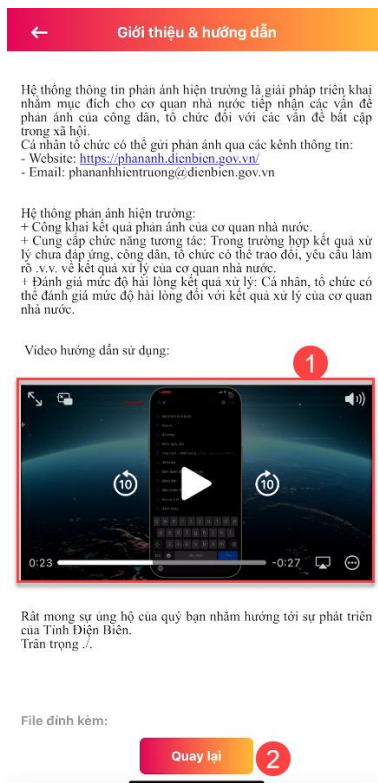 Giới thiệu & hướng dẫn
Hệ thống thông tin phản ánh hiện trường là giải pháp triển khai
nhằm mục đích cho cơ quan nhà nước tiếp nhận các vấn đề
phản ánh của công dân, tổ chức đối với các vấn đề bất cập
trong xã hội.
Cá nhân tổ chức có thể gửi phản ánh qua các kênh thông tin:
- Website: https://phananh.dienbien.gov.vn/
- Email: phananhhientruong@dienbien.gov.vn
Hệ thống phản ánh hiện trường:
+ Công khai kết quả phản ánh của cơ quan nhà nước.
+ Cung cấp chức năng tương tác: Trong trường hợp kết quả xử
lý chưa đáp ứng, công dân, tổ chức có thể trao đổi, yêu cầu làm
rõ .v.v. về kết quả xử lý của cơ quan nhà nước.
+ Đánh giá mức độ hài lòng kết quả xử lý: Cá nhân, tổ chức có
thể đánh giá mức độ hài lòng đối với kết quả xử lý của cơ quan
nhà nước.
Video hướng dẫn sử dụng:
1
10
10
0:23
-0:27
Rất mong sự ủng hộ của quý bạn nhằm hướng tới sự phát triển
của Tỉnh Điện Biên.
Trân trọng ./.
File đính kèm:
Quay lại
2